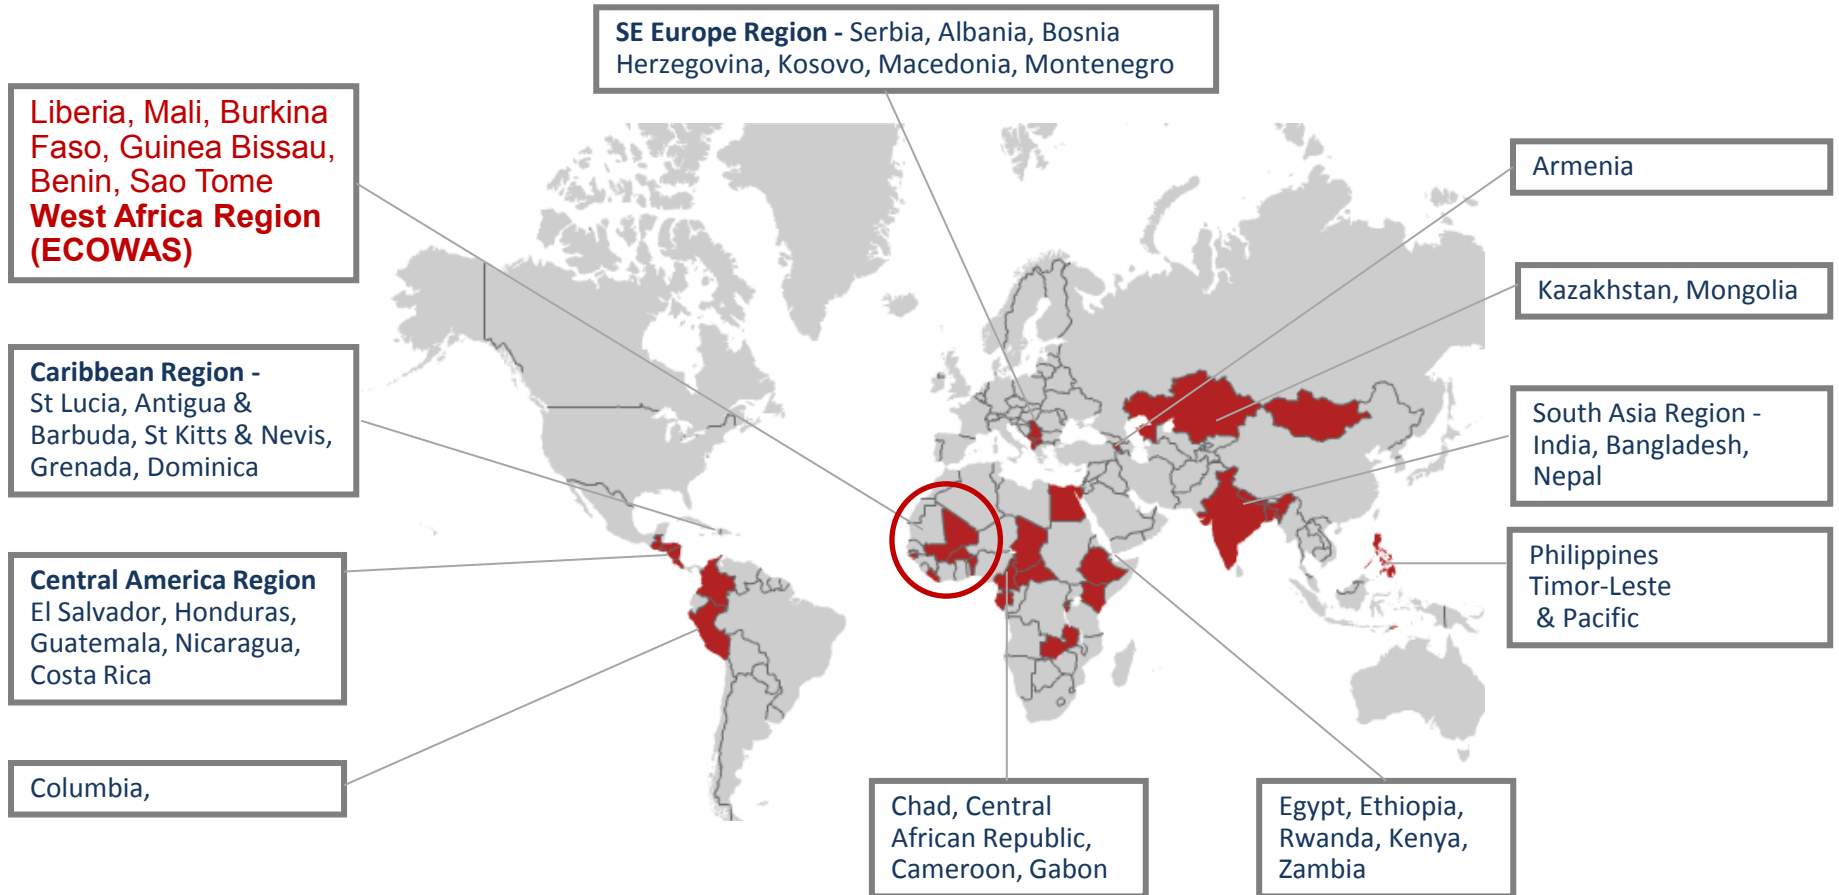 SE Europe Region - Serbia, Albania, Bosnia
Herzegovina, Kosovo, Macedonia, Montenegro
Liberia, Mali, Burkina
Faso, Guinea Bissau,
Benin, Sao Tome
West Africa Region
(ECOWAS)
Armenia
Kazakhstan, Mongolia
Caribbean Region -
St Lucia, Antigua &
Barbuda, St Kitts & Nevis,
Grenada, Dominica
South Asia Region -
India, Bangladesh,
Nepal
Central America Region
El Salvador, Honduras,
Guatemala, Nicaragua,
Costa Rica
Philippines
Timor-Leste
& Pacific
Columbia,
Chad, Central
African Republic,
Cameroon, Gabon
Egypt, Ethiopia,
Rwanda, Kenya,
Zambia